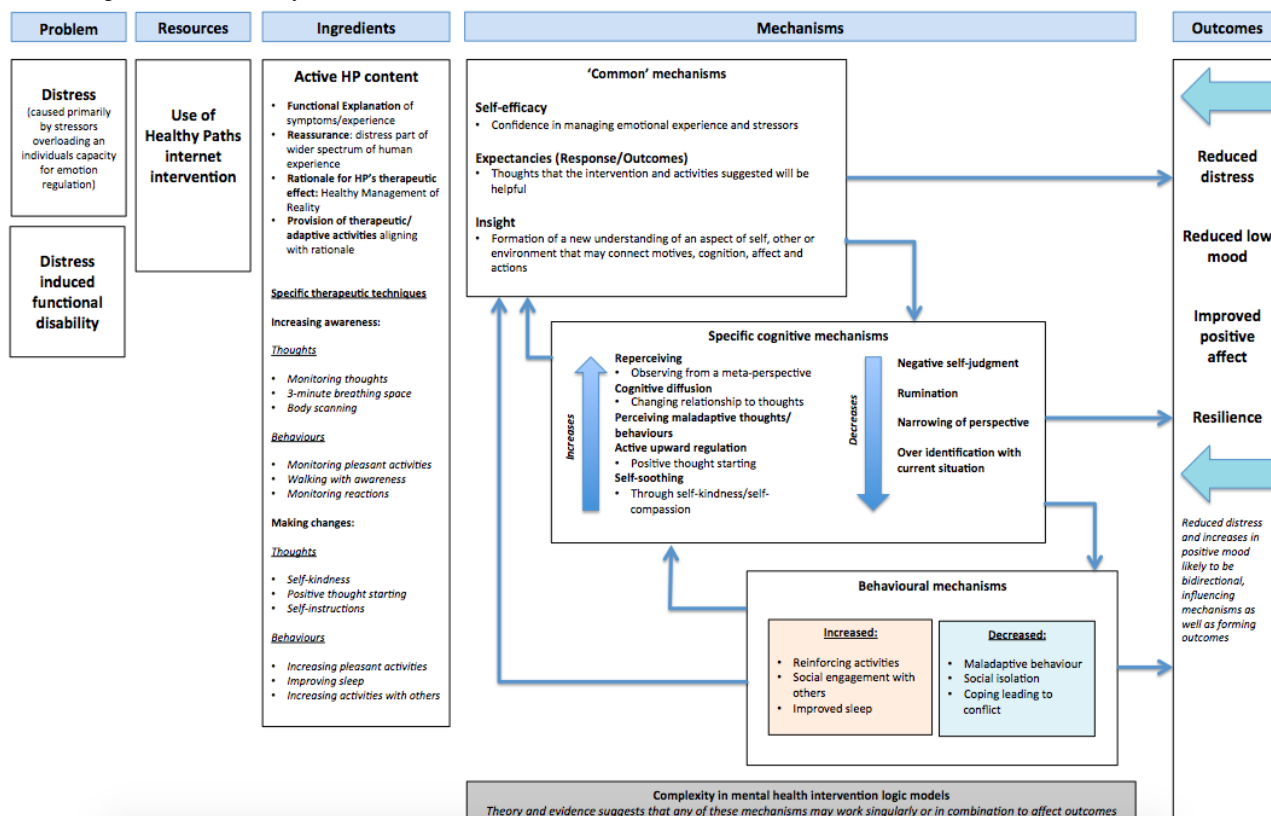 Problem
Resources
Ingredients
Mechanisms
Outcomes
Distress
(caused primarily
by stressors
overloading an
individuals capacity
for emotion
regulation)
Distress
induced
functional
disability
Use of
Healthy Paths
internet
intervention
Active HP content
• Functional Explanation of
symptoms/experience
• Reassurance: distress part of
wider spectrum of human
experience
• Rationale for HP's therapeutic
effect: Healthy Management of
Reality
• Provision of therapeutic/
adaptive activities aligning
with rationale
Specific therapeutic techniques
Increasing awareness:
Thoughts
• Monitoring thoughts
• 3-minute breathing space
• Body scanning
Behaviours
• Monitoring pleasant activities
• Walking with awareness
• Monitoring reactions
Making changes:
Thoughts
• Self-kindness
• Positive thought starting
• Self-instructions
Behaviours
• Increasing pleasant activities
• Improving sleep
• Increasing activities with others
'Common' mechanisms
Self-efficacy
• Confidence in managing emotional experience and stressors
Expectancies (Response/Outcomes)
• Thoughts that the intervention and activities suggested will be
helpful
Insight
• Formation of a new understanding of an aspect of self, other or
environment that may connect motives, cognition, affect and
actions
Specific cognitive mechanisms
Increases
Reperceiving
• Observing from a meta-perspective
Cognitive diffusion
• Changing relationship to thoughts
Perceiving maladaptive thoughts/
behaviours
Active upward regulation
• Positive thought starting
Self-soothing
• Through self-kindness/self-
compassion
Decreases
Negative self-judgment
Rumination
Narrowing of perspective
Over identification with
current situation
Behavioural mechanisms
Increased:
• Reinforcing activities
• Social engagement with
others
• Improved sleep
Decreased:
• Maladaptive behaviour
• Social isolation
• Coping leading to
conflict
Reduced
distress
Reduced low
mood
Improved
positive
affect
Resilience
Reduced distress
and increases in
positive mood
likely to be
bidirectional,
influencing
mechanisms as
well as forming
outcomes
Complexity in mental health intervention logic models
Theory and evidence suggests that any of these mechanisms may work singularly or in combination to affect outcomes